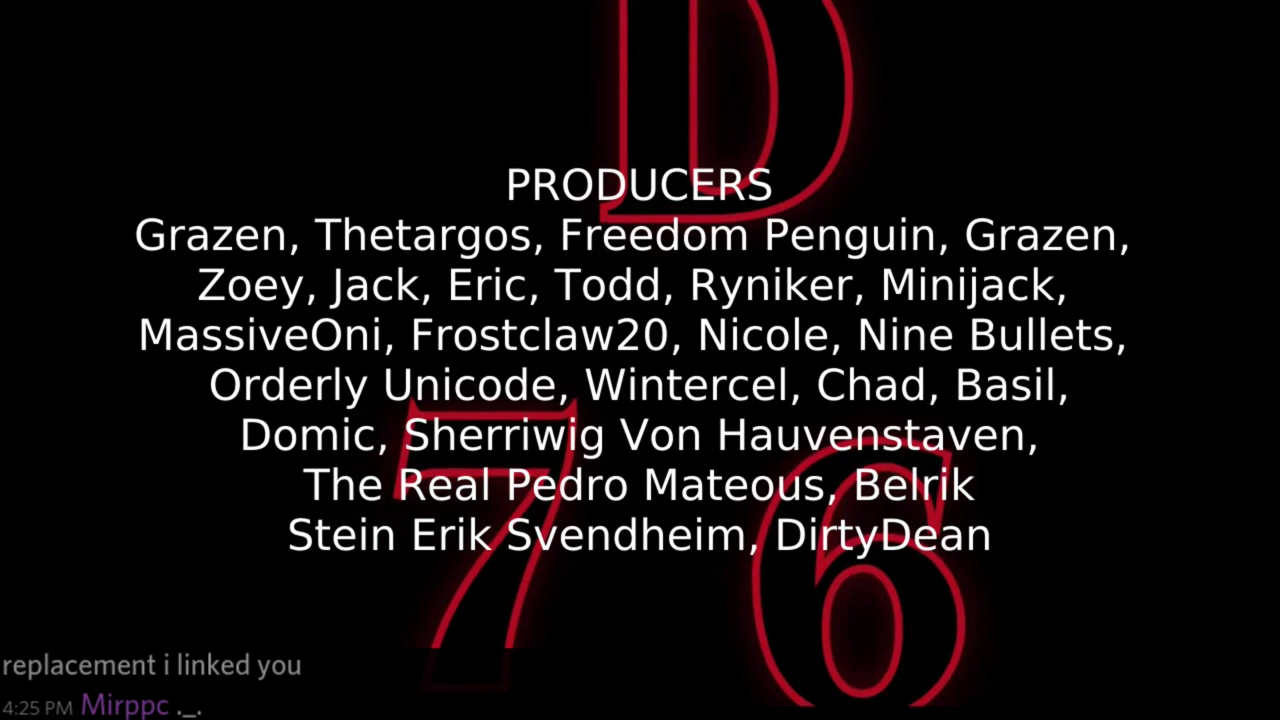 D
PRODUCERS
Grazen, Thetargos, Freedom Penguin, Grazen,
Zoey, Jack, Eric, Todd, Ryniker, Minijack,
MassiveOni, Frostclaw20, Nicole, Nine Bullets,
Orderly Unicode, Wintercel, Chad, Basil,
Domic, Sherriwig Von Hauvenstaven,
The Real Pedro Mateous, Belrik
Stein Erik Svendheim, DirtyDean
7 6
replacement i linked you
4:25 PM Mirppc ._.